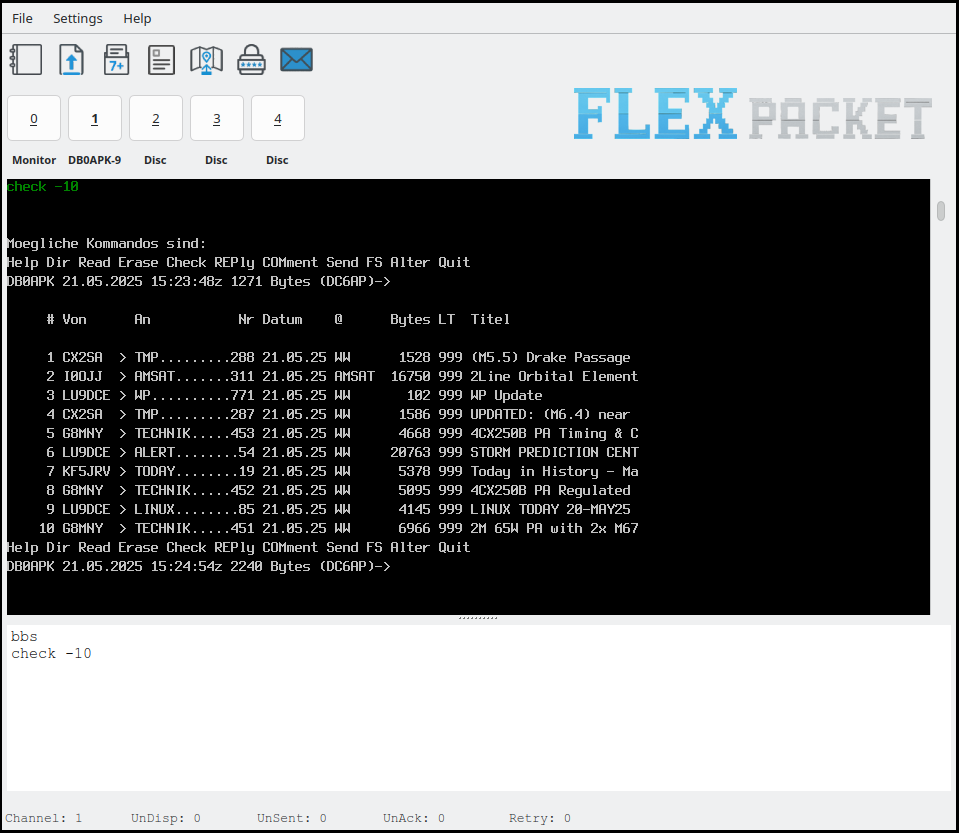 File Settings Help
7+
0 1 2 3 4
FLEX PACKET
Monitor DB0APK-9 Disc Disc Disc
check -10
Moegliche Kommandos sind:
Help Dir Read Erase Check REPly COMment Send FS Alter Quit
DB0APK 21.05.2025 15:23:48z 1271 Bytes (DC6AP)->
# Von An Nr Datum @ Bytes LT Titel
1 CX2SA > TMP.........288 21.05.25 WW 1528 999 (M5.5) Drake Passage
2 I0OJJ > AMSAT.......311 21.05.25 AMSAT 16750 999 2Line Orbital Element
3 LU9DCE > WP..........771 21.05.25 WW 102 999 WP Update
4 CX2SA > TMP.........287 21.05.25 WW 1586 999 UPDATED: (M6.4) near
5 G8MNY > TECHNIK.....453 21.05.25 WW 4668 999 4CX250B PA Timing & C
6 LU9DCE > ALERT........54 21.05.25 WW 20763 999 STORM PREDICTION CENT
7 KF5JRV > TODAY........19 21.05.25 WW 5378 999 Today in History - Ma
8 G8MNY > TECHNIK.....452 21.05.25 WW 5095 999 4CX250B PA Regulated
9 LU9DCE > LINUX........85 21.05.25 WW 4145 999 LINUX TODAY 20-MAY25
10 G8MNY > TECHNIK.....451 21.05.25 WW 6966 999 2M 65W PA with 2x M67
Help Dir Read Erase Check REPly COMment Send FS Alter Quit
DB0APK 21.05.2025 15:24:54z 2240 Bytes (DC6AP)->
bbs
check -10
Channel: 1 UnDisp: 0 UnSent: 0 UnAck: 0 Retry: 0